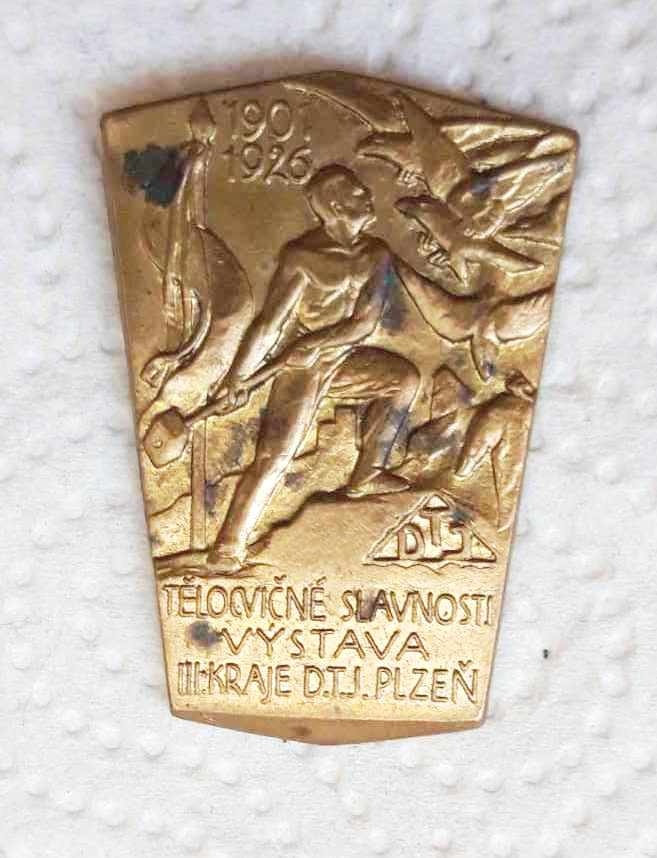 1901
1926
DTJ
TĚLOCVIČNÉ SLAVNOSTI
VÝSTAVA
III. KRAJE D.T.J. PLZEŇ